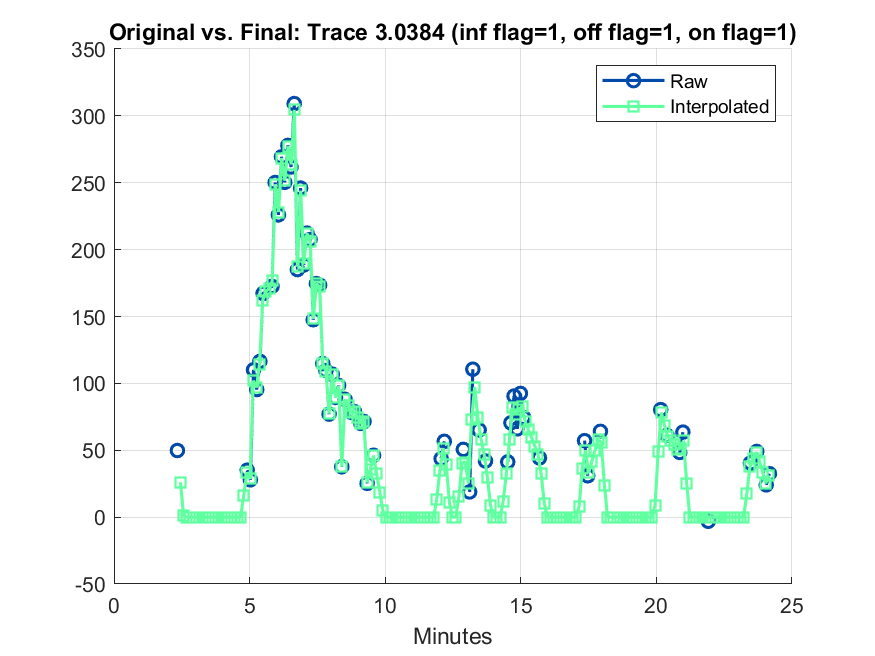 Original vs. Final: Trace 3.0384 (inf flag=1, off flag=1, on flag=1)
350
300
250
200
150
100
50
0
-50
Raw
Interpolated
0 5 10 15 20 25
Minutes